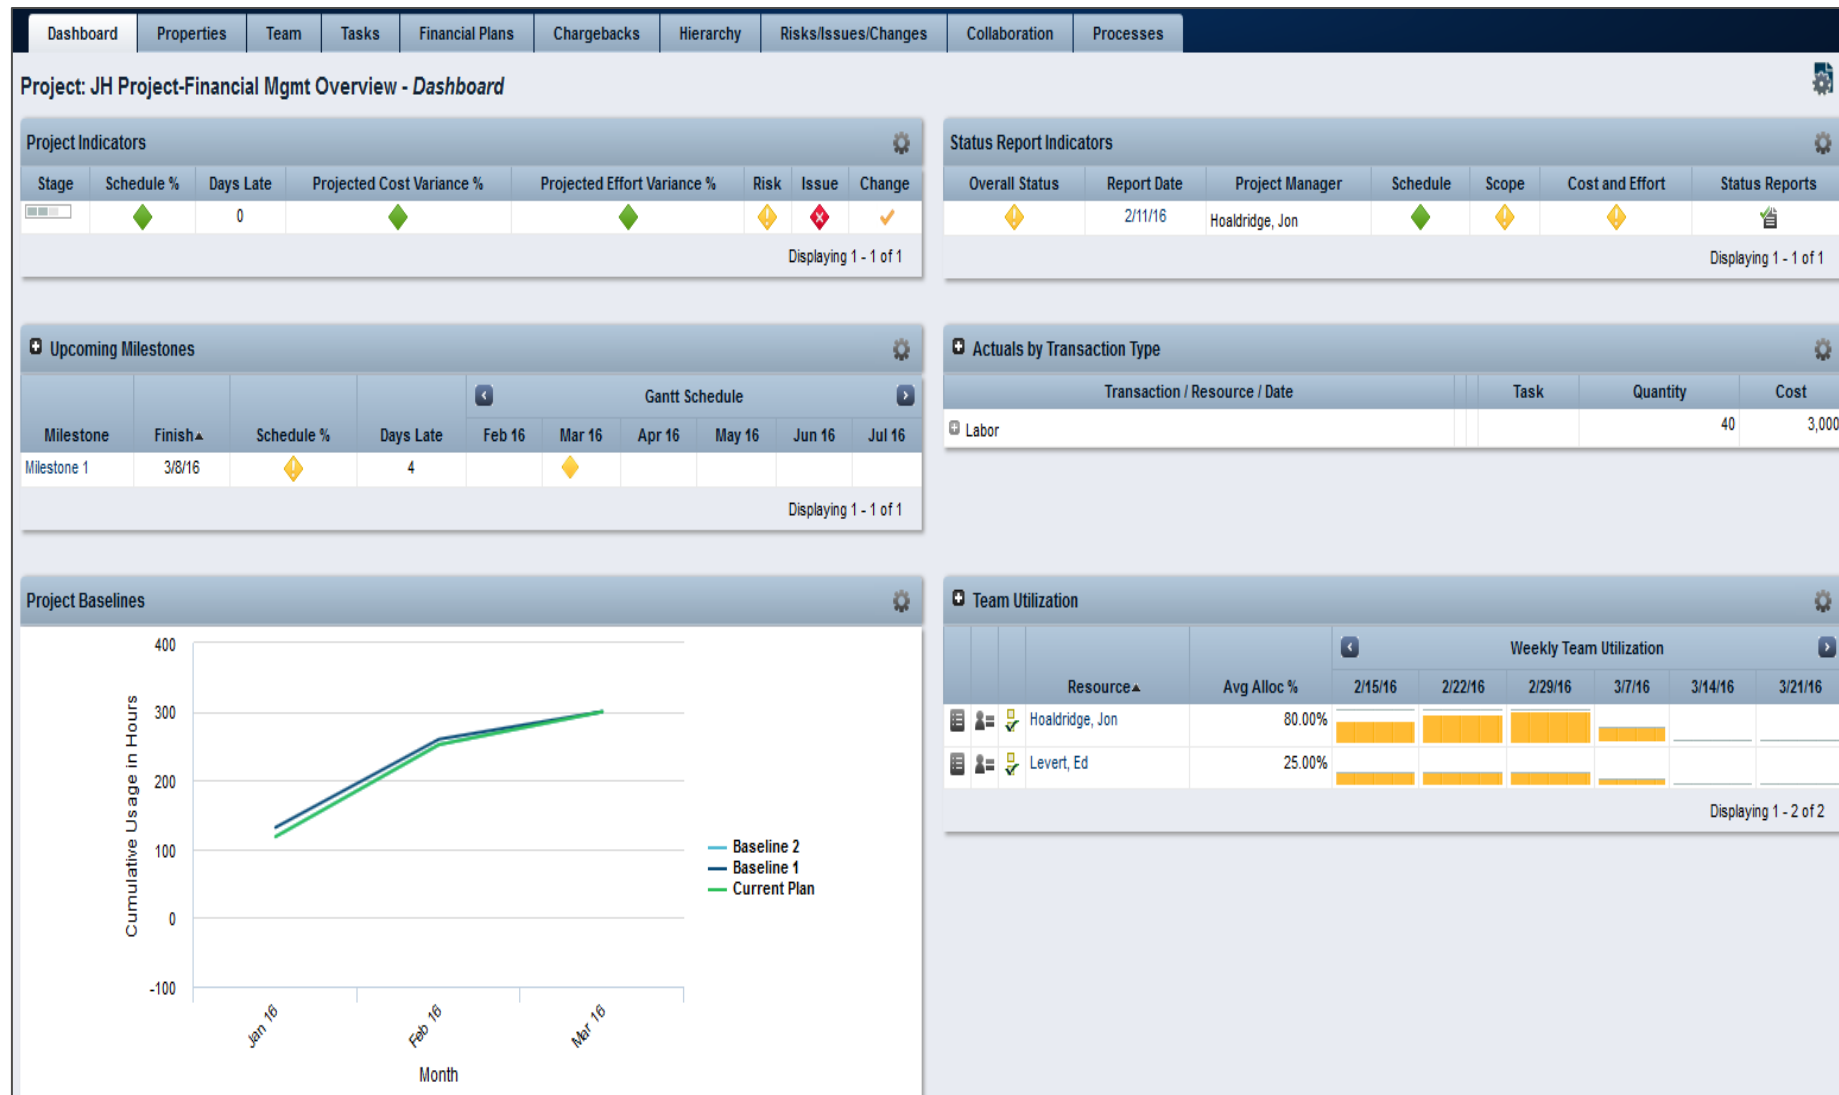 Dashboard Properties Team Tasks Financial Plans Chargebacks Hierarchy Risks/Issues/Changes Collaboration Processes
Project: JH Project-Financial Mgmt Overview - Dashboard
Project Indicators
Stage Schedule % Days Late Projected Cost Variance % Projected Effort Variance % Risk Issue Change
0
Displaying 1 - 1 of 1
Status Report Indicators
Overall Status Report Date Project Manager Schedule Scope Cost and Effort Status Reports
2/11/16 Hoaldridge, Jon
Displaying 1 - 1 of 1
Upcoming Milestones
Gantt Schedule
Milestone Finish Schedule % Days Late Feb 16 Mar 16 Apr 16 May 16 Jun 16 Jul 16
Milestone 1 3/8/16 4
Displaying 1 - 1 of 1
Actuals by Transaction Type
Transaction / Resource / Date Task Quantity Cost
Labor 40 3,000
Project Baselines
400
300
200
100
0
-100
Cumulative Usage in Hours
Jan 16 Feb 16 Mar 16
Month
Baseline 2
Baseline 1
Current Plan
Team Utilization
Weekly Team Utilization
Resource Avg Alloc % 2/15/16 2/22/16 2/29/16 3/7/16 3/14/16 3/21/16
Hoaldridge, Jon 80.00%
Levert, Ed 25.00%
Displaying 1 - 2 of 2